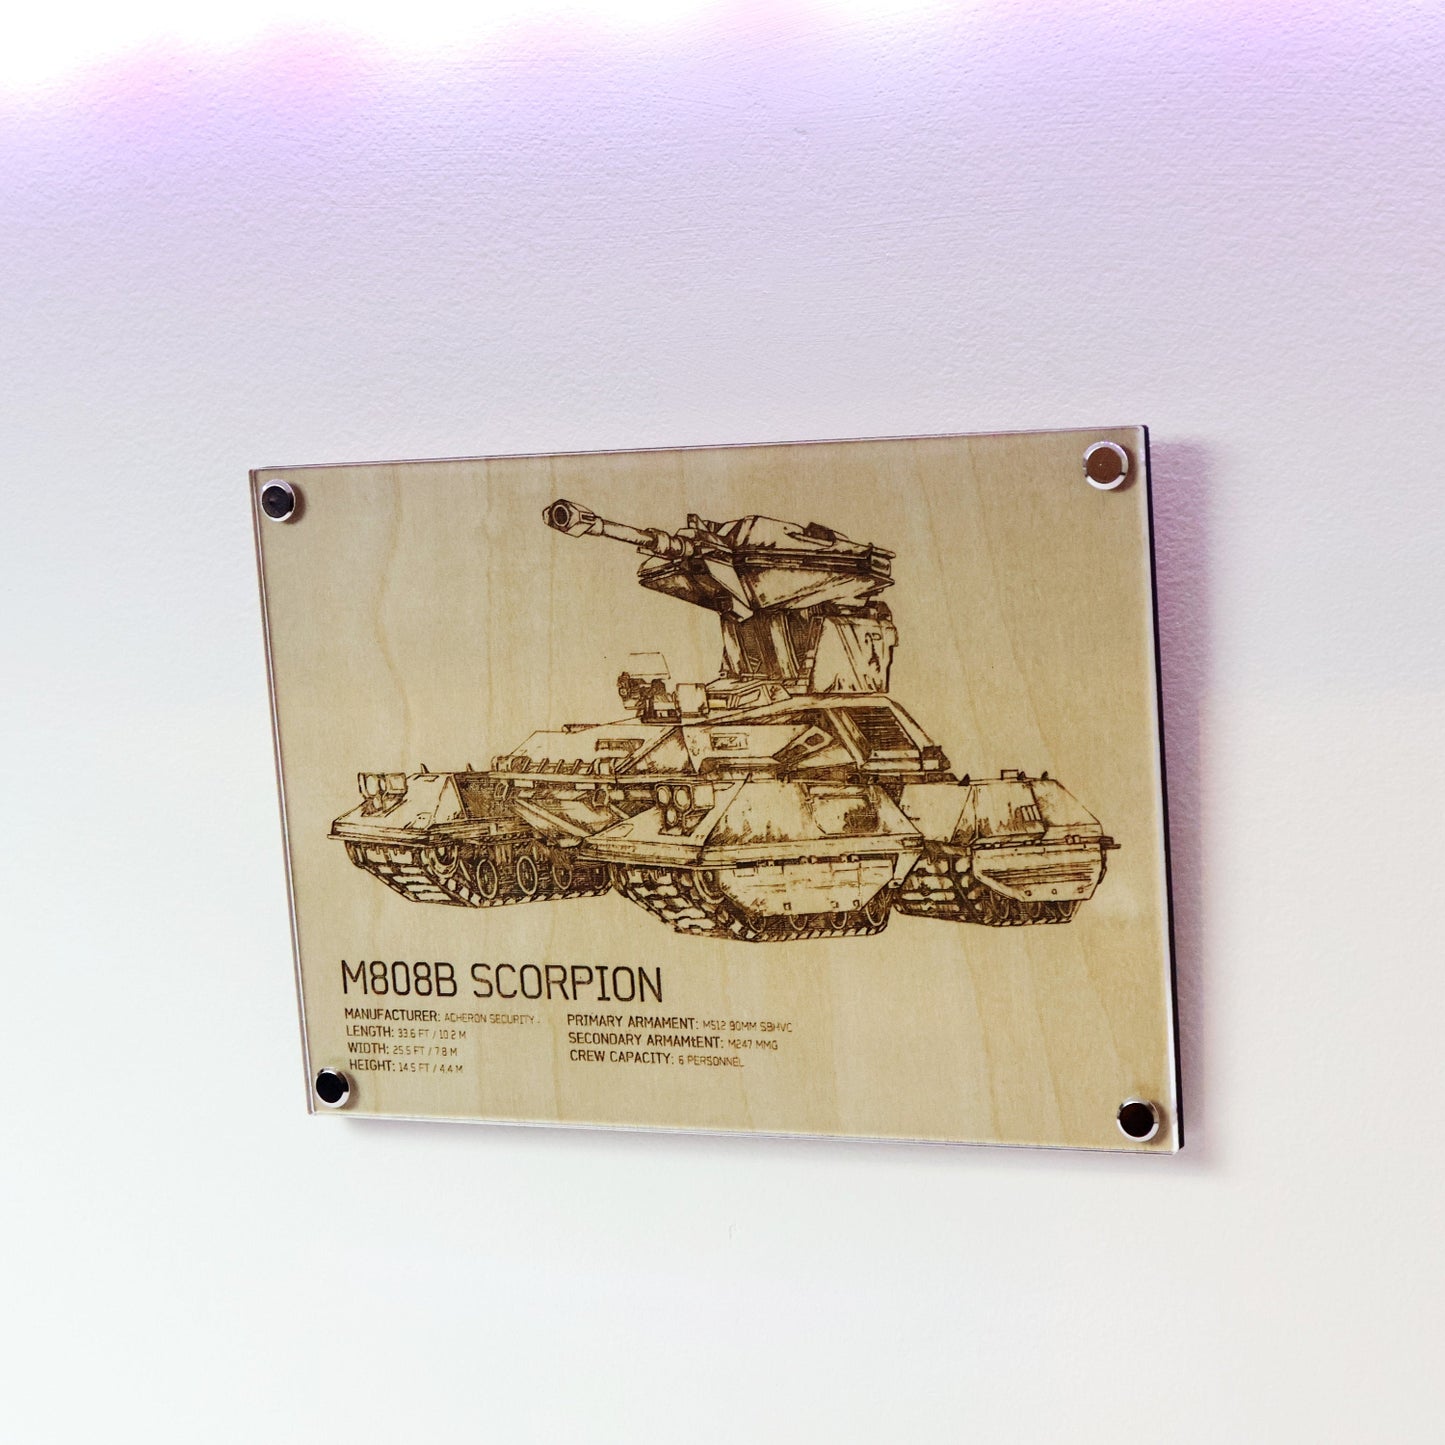 M808B SCORPION
MANUFACTURER: ACHERON SECURITY.
LENGTH: 33.6 FT / 10.2 M
WIDTH: 25.5 FT / 7.8 M
HEIGHT: 14.5 FT / 4.4 M
PRIMARY ARMAMENT: M512 90MM SBHVC
SECONDARY ARMAMtENT: M247 MMG
CREW CAPACITY: 6 PERSONNEL